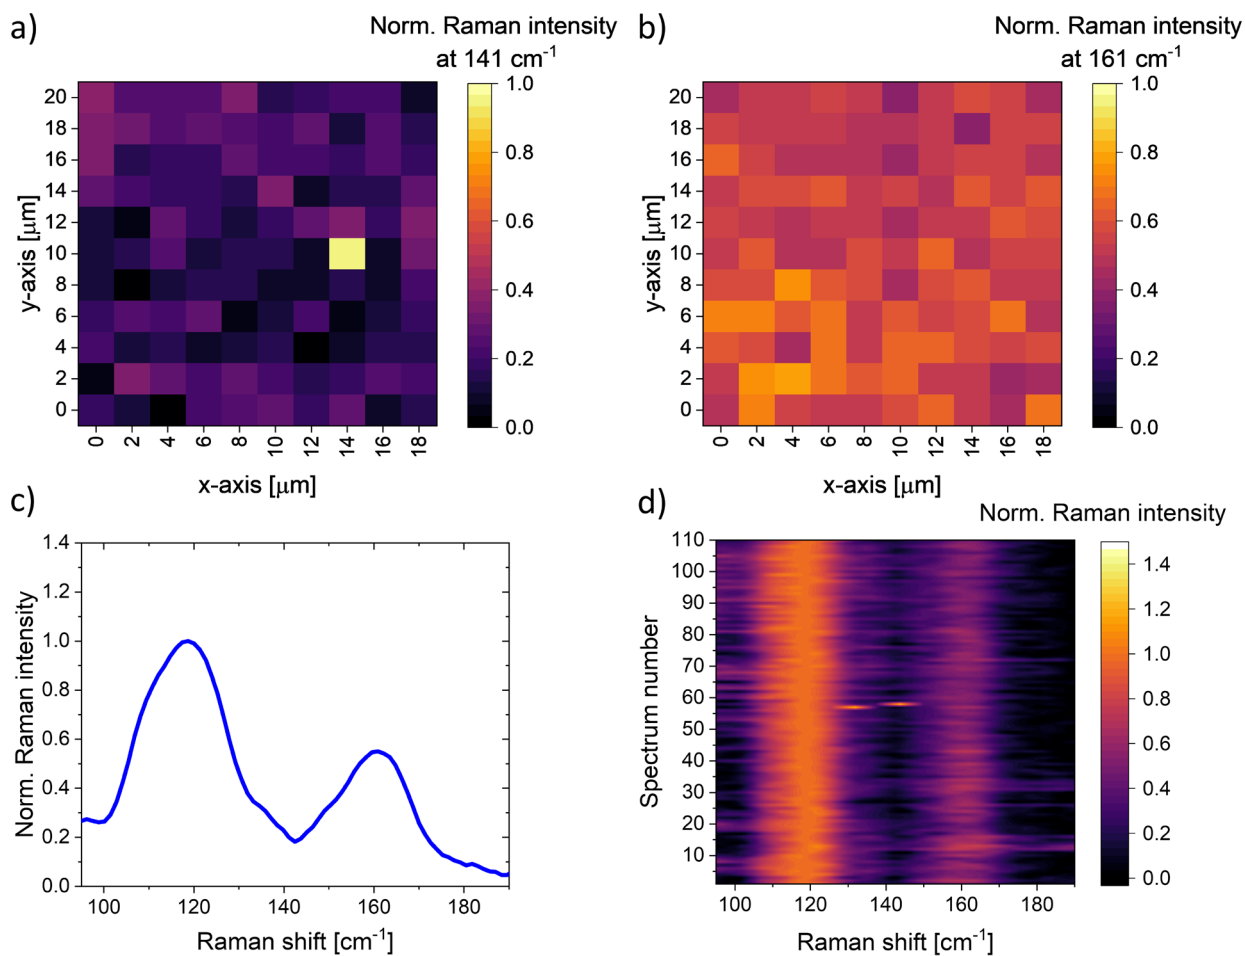 a)
Norm. Raman intensity
at 141 cm⁻¹
y-axis [μm]
20
18
16
14
12
10
8
6
4
2
0
0 2 4 6 8 10 12 14 16 18
x-axis [μm]
1.0
0.8
0.6
0.4
0.2
0.0
b)
Norm. Raman intensity
at 161 cm⁻¹
y-axis [μm]
20
18
16
14
12
10
8
6
4
2
0
0 2 4 6 8 10 12 14 16 18
x-axis [μm]
1.0
0.8
0.6
0.4
0.2
0.0
c)
Norm. Raman intensity
1.4
1.2
1.0
0.8
0.6
0.4
0.2
0.0
100 120 140 160 180
Raman shift [cm⁻¹]
d)
Norm. Raman intensity
Spectrum number
110
100
90
80
70
60
50
40
30
20
10
100 120 140 160 180
Raman shift [cm⁻¹]
1.4
1.2
1.0
0.8
0.6
0.4
0.2
0.0